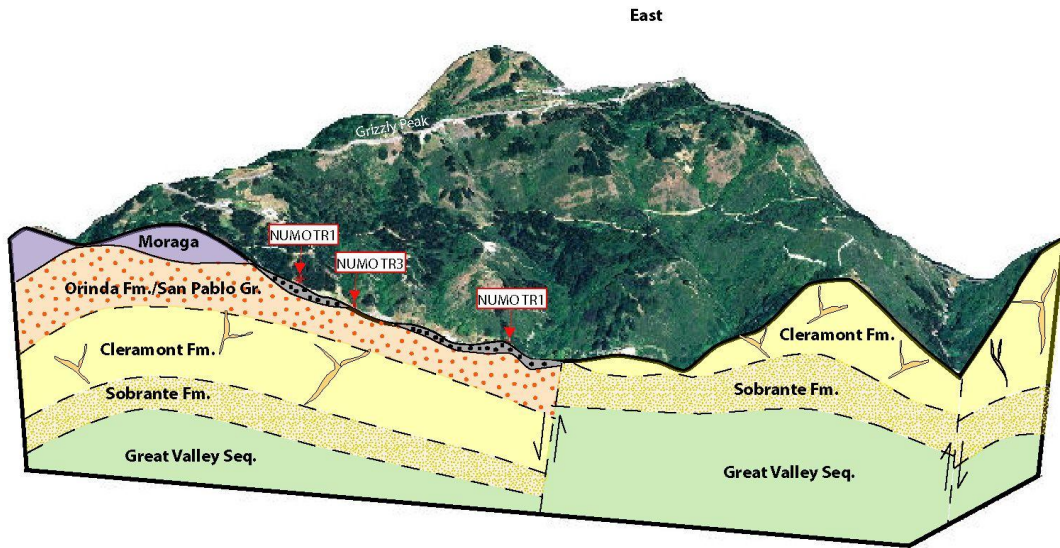 East
Grizzly Peak
NUMO TR1
Moraga
NUMO TR3
Orinda Fm./San Pablo Gr.
NUMO TR1
Cleramont Fm.
Cleramont Fm.
Sobrante Fm.
Sobrante Fm.
Great Valley Seq.
Great Valley Seq.